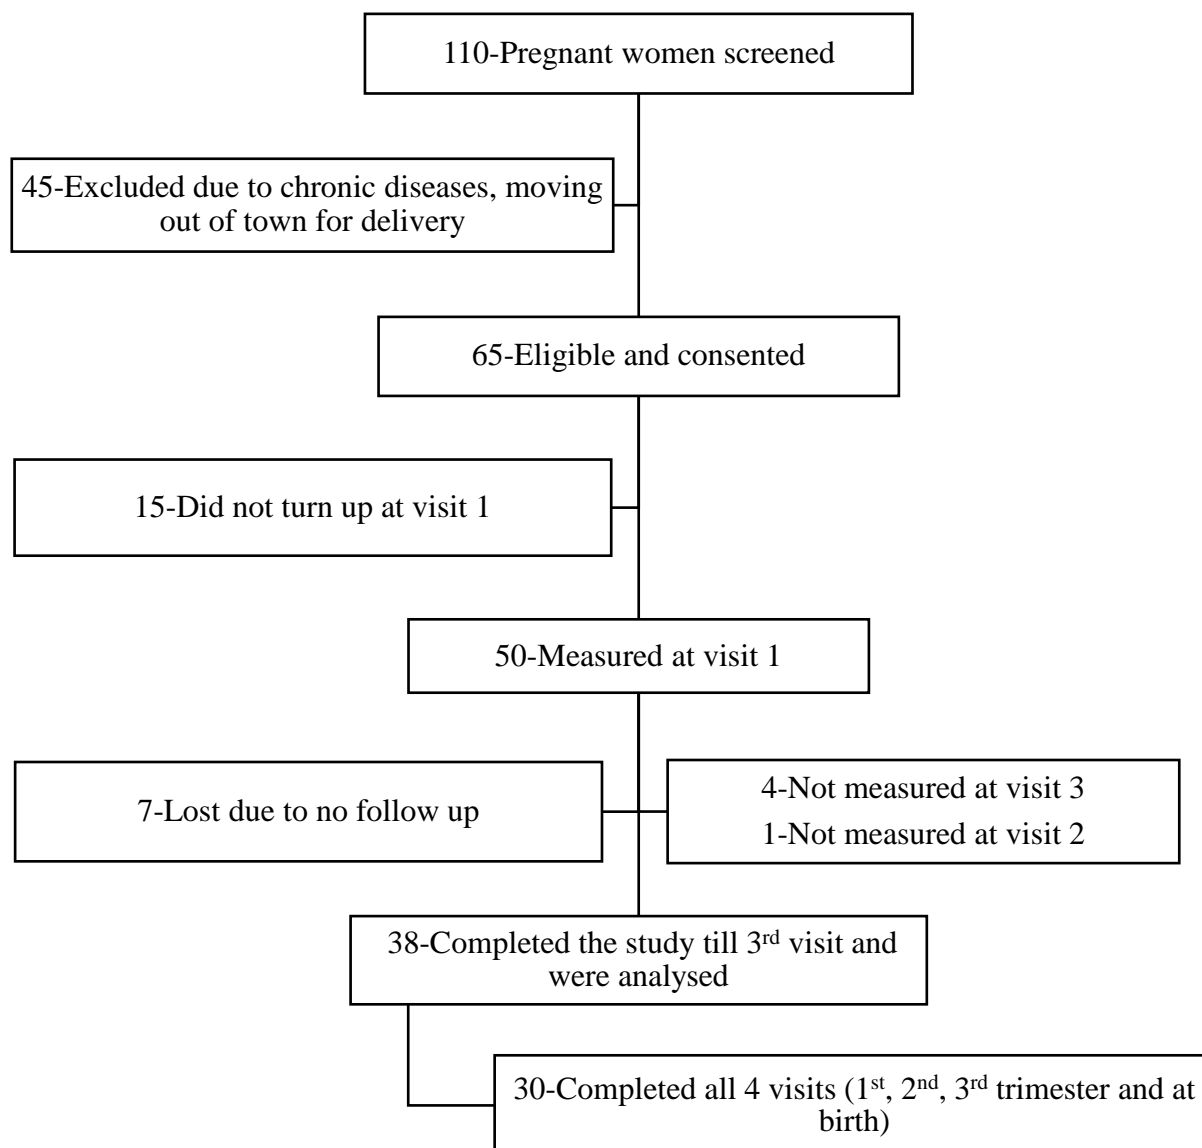 110-Pregnant women screened
45-Excluded due to chronic diseases, moving
out of town for delivery
65-Eligible and consented
15-Did not turn up at visit 1
50-Measured at visit 1
7-Lost due to no follow up
4-Not measured at visit 3
1-Not measured at visit 2
38-Completed the study till 3rd visit and
were analysed
30-Completed all 4 visits (1st, 2nd, 3rd trimester and at
birth)